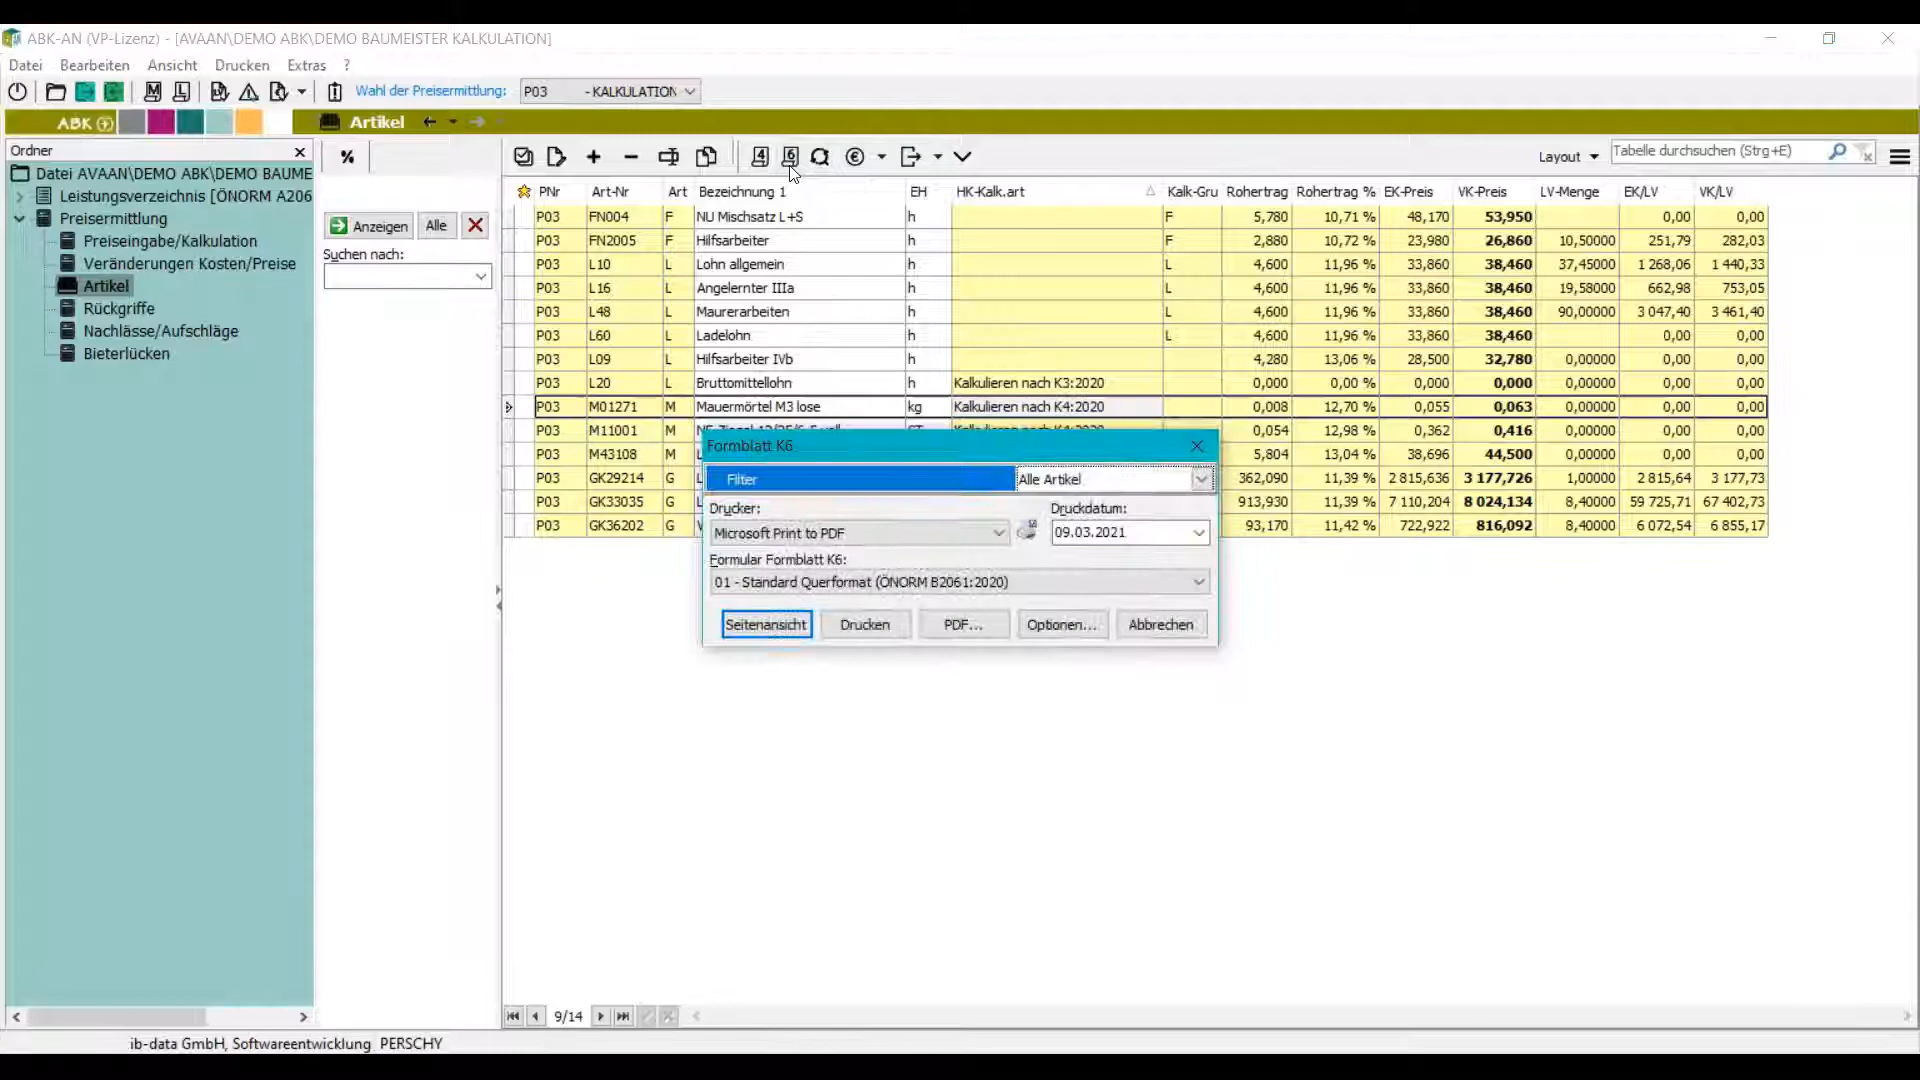 ABK-AN (VP-Lizenz) - [AVAAN\DEMO ABK\DEMO BAUMEISTER KALKULATION]
Datei Bearbeiten Ansicht Drucken Extras ?
Wahl der Preisermittlung: P03 - KALKULATION
ABK Artikel
Ordner
Datei AVAAN\DEMO ABK\DEMO BAUME
Leistungsverzeichnis [ÖNORM A206
Preisermittlung
Preiseingabe/Kalkulation
Veränderungen Kosten/Preise
Artikel
Rückgriffe
Nachlässe/Aufschläge
Bieterlücken
%
Anzeigen Alle
Suchen nach:
4 6 €
Layout Tabelle durchsuchen (Strg+E)
PNr Art-Nr Art Bezeichnung 1 EH HK-Kalk.art Kalk-Gru Rohertrag Rohertrag % EK-Preis VK-Preis LV-Menge EK/LV VK/LV
P03 FN004 F NU Mischsatz L+S h F 5,780 10,71 % 48,170 53,950 0,00 0,00
P03 FN2005 F Hilfsarbeiter h F 2,880 10,72 % 23,980 26,860 10,50000 251,79 282,03
P03 L10 L Lohn allgemein h L 4,600 11,96 % 33,860 38,460 37,45000 1 268,06 1 440,33
P03 L16 L Angelernter IIIa h L 4,600 11,96 % 33,860 38,460 19,58000 662,98 753,05
P03 L48 L Maurerarbeiten h L 4,600 11,96 % 33,860 38,460 90,00000 3 047,40 3 461,40
P03 L60 L Ladelohn h L 4,600 11,96 % 33,860 38,460 0,00 0,00
P03 L09 L Hilfsarbeiter IVb h 4,280 13,06 % 28,500 32,780 0,00000 0,00 0,00
P03 L20 L Bruttomittellohn h Kalkulieren nach K3:2020 0,000 0,00 % 0,000 0,000 0,00000 0,00 0,00
P03 M01271 M Mauermörtel M3 lose kg Kalkulieren nach K4:2020 0,008 12,70 % 0,055 0,063 0,00000 0,00 0,00
P03 M11001 M 0,054 12,98 % 0,362 0,416 0,00000 0,00 0,00
P03 M43108 M 5,804 13,04 % 38,696 44,500 0,00000 0,00 0,00
P03 GK29214 G 362,090 11,39 % 2 815,636 3 177,726 1,00000 2 815,64 3 177,73
P03 GK33035 G 913,930 11,39 % 7 110,204 8 024,134 8,40000 59 725,71 67 402,73
P03 GK36202 G 93,170 11,42 % 722,922 816,092 8,40000 6 072,54 6 855,17
Formblatt K6
Filter Alle Artikel
Drucker: Druckdatum:
Microsoft Print to PDF 09.03.2021
Formular Formblatt K6:
01 - Standard Querformat (ÖNORM B2061:2020)
Seitenansicht Drucken PDF... Optionen... Abbrechen
9/14
ib-data GmbH, Softwareentwicklung PERSCHY